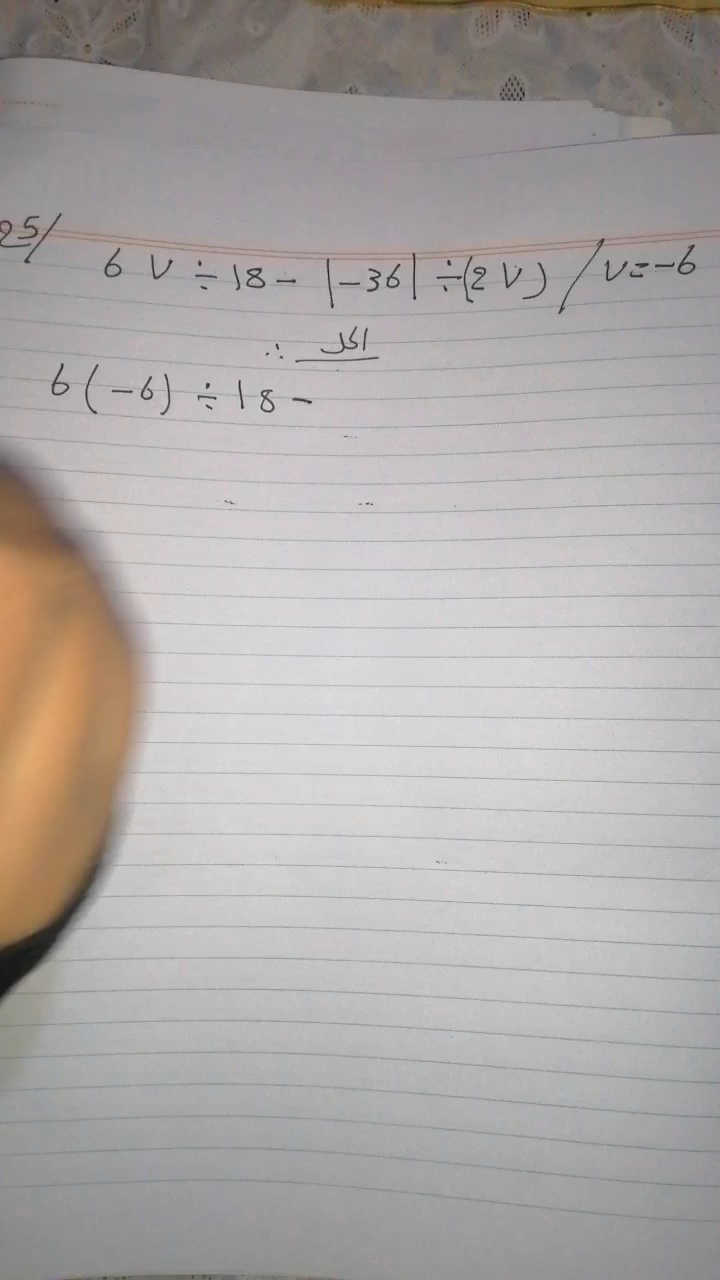 25/ 6 V ÷ 18 - |-36| ÷ (2 V) / V = -6
الحل :.
6 (-6) ÷ 18 -